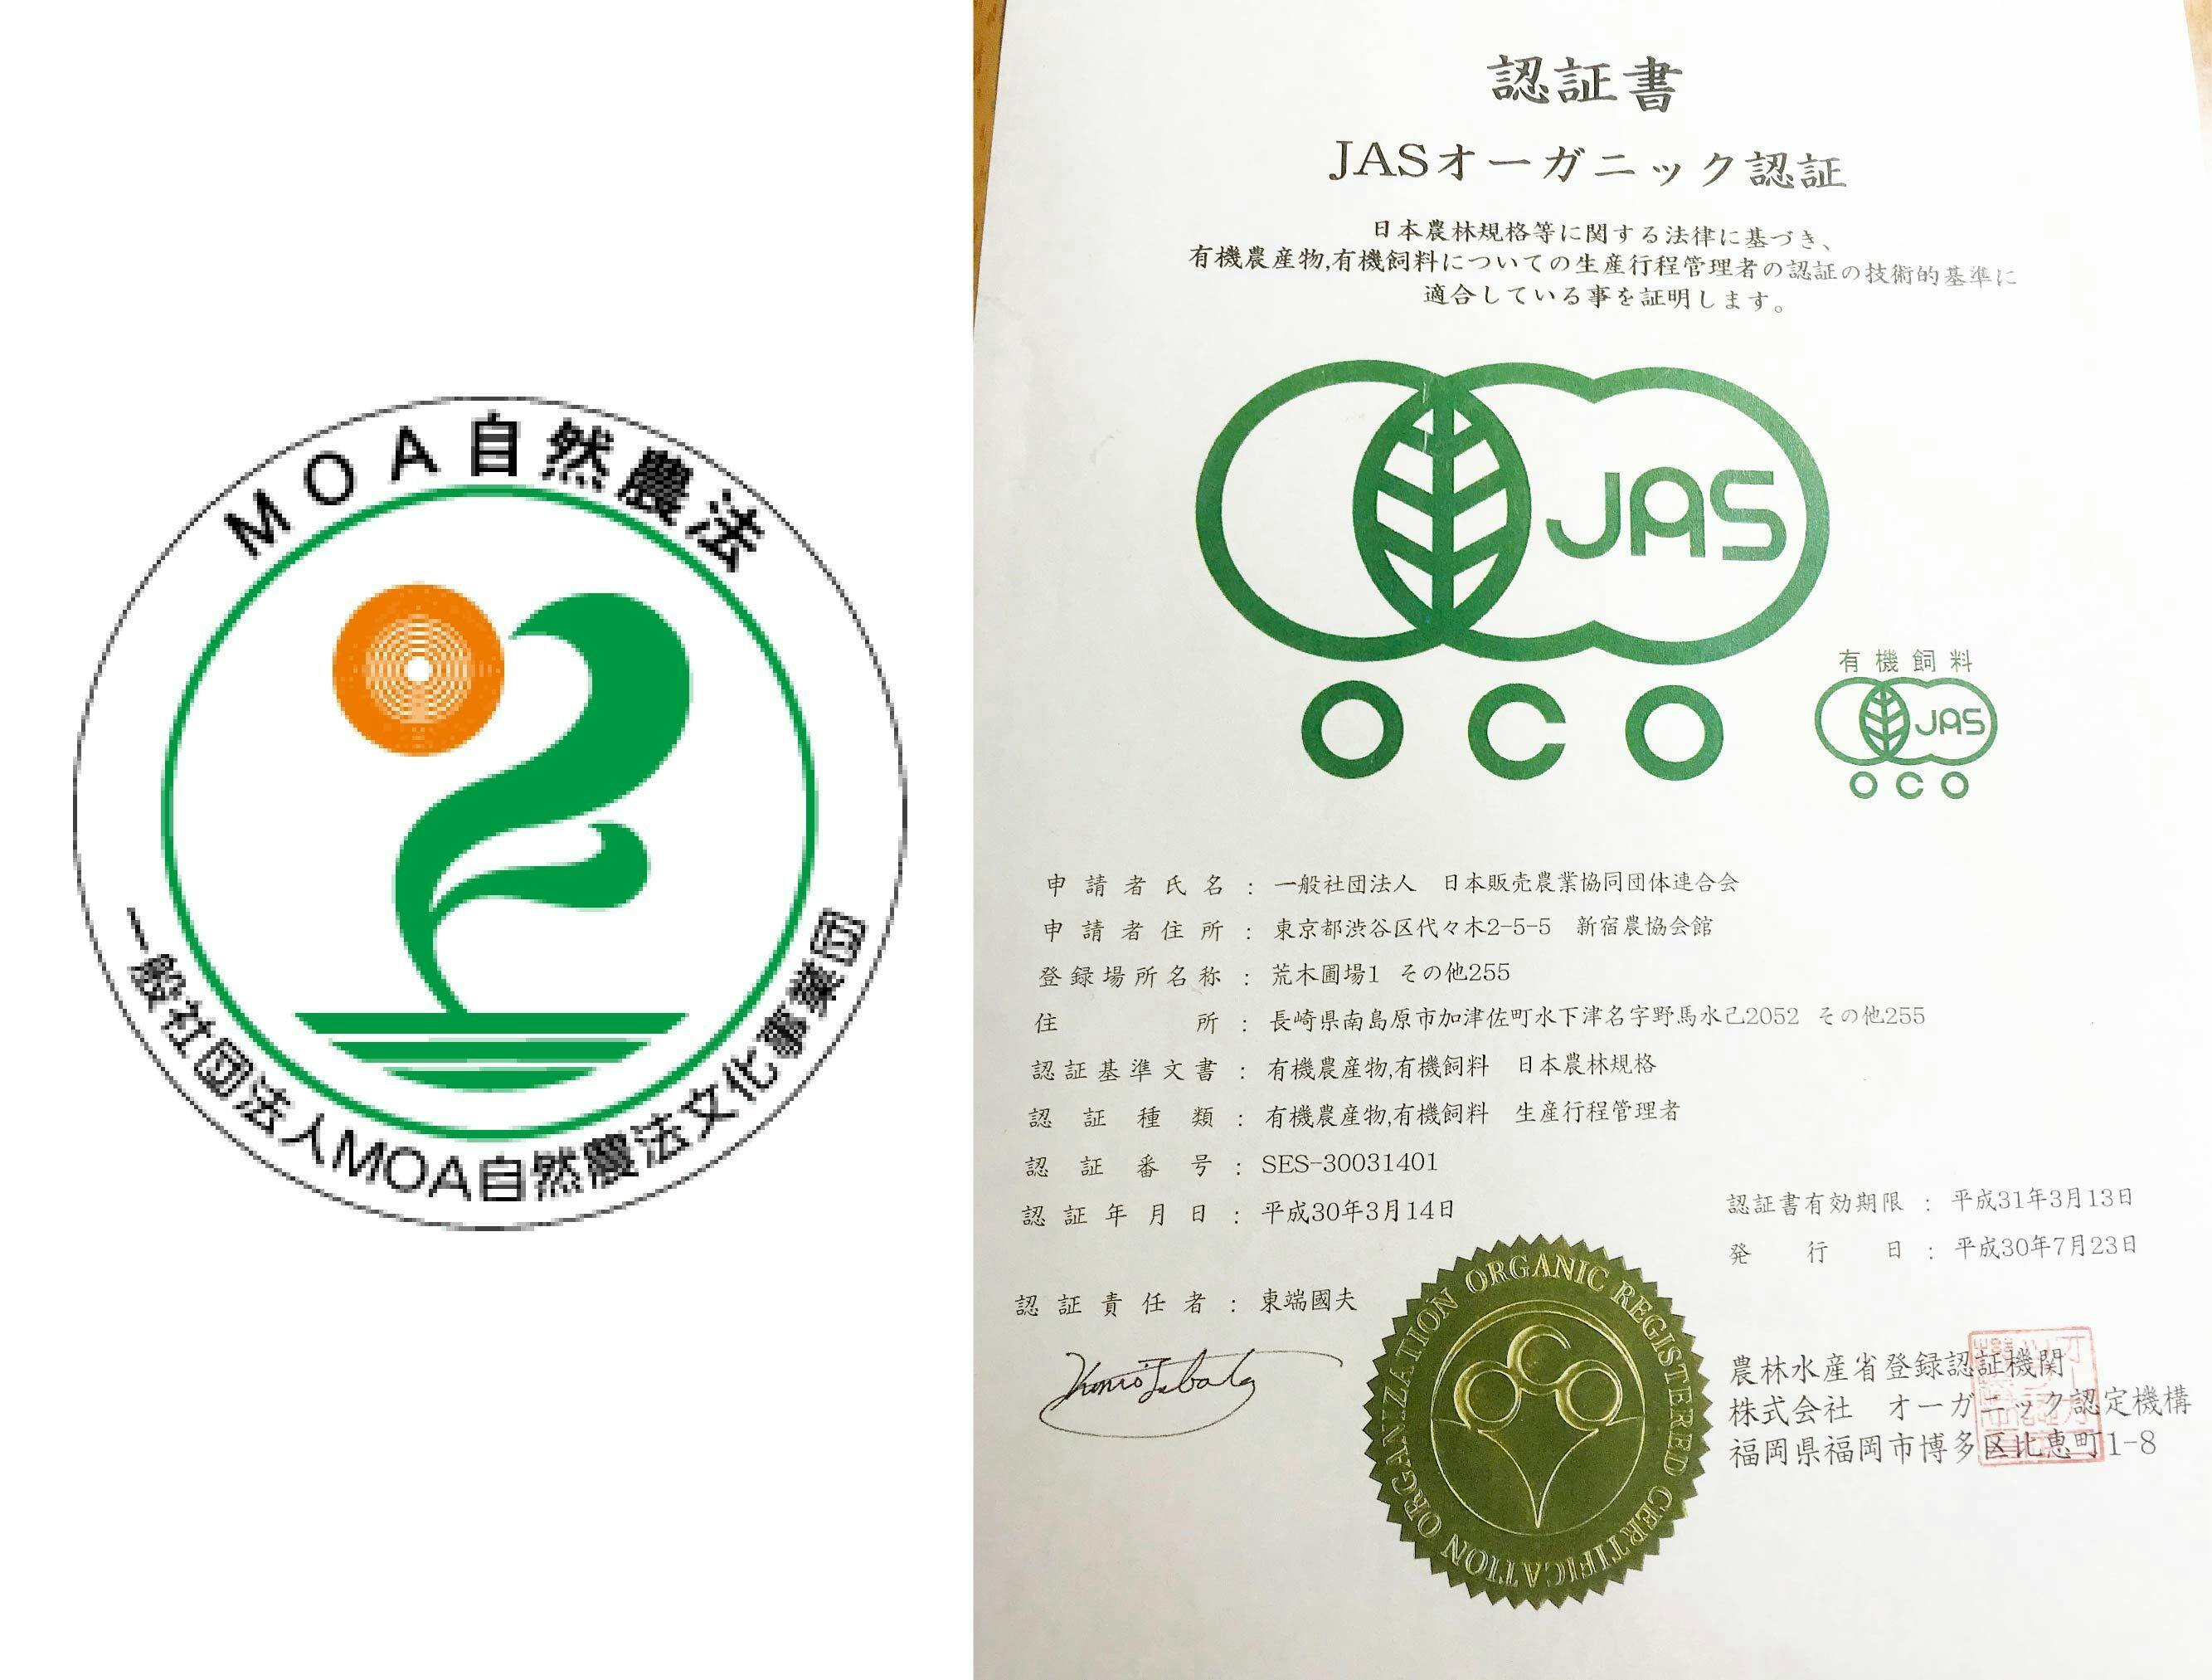 MOA自然農法
一般社団法人MOA自然農法文化事業団
認証書
JASオーガニック認証
日本農林規格等に関する法律に基づき、
有機農産物,有機飼料についての生産行程管理者の認証の技術的基準に
適合している事を証明します。
JAS
OCO
有機飼料
JAS
OCO
申請者氏名：一般社団法人　日本販売農業協同団体連合会
申請者住所：東京都渋谷区代々木2-5-5　新宿農協会館
登録場所名称：荒木圃場1 その他255
住所：長崎県南島原市加津佐町水下津名字野馬水己2052 その他255
認証基準文書：有機農産物,有機飼料　日本農林規格
認証種類：有機農産物,有機飼料　生産行程管理者
認証番号：SES-30031401
認証年月日：平成30年3月14日
認証書有効期限：平成31年3月13日
発行日：平成30年7月23日
認証責任者：東端國夫
ORGANIC REGISTERED CERTIFICATION ORGANIZATION
農林水産省登録認証機関
株式会社　オーガニック認定機構
福岡県福岡市博多区比恵町1-8